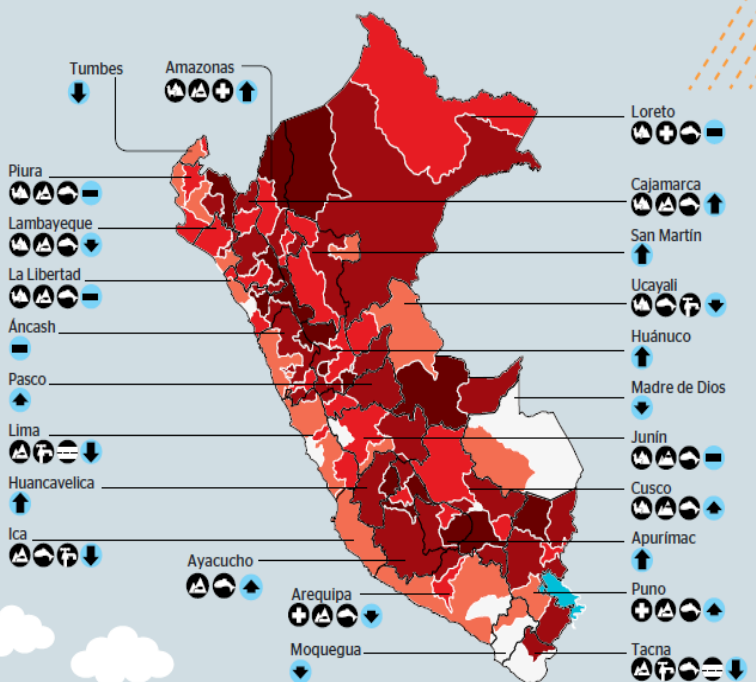 Tumbes
Amazonas
Piura
Lambayeque
La Libertad
Áncash
Pasco
Lima
Huancavelica
Ica
Ayacucho
Arequipa
Moquegua
Loreto
Cajamarca
San Martín
Ucayali
Huánuco
Madre de Dios
Junín
Cusco
Apurímac
Puno
Tacna